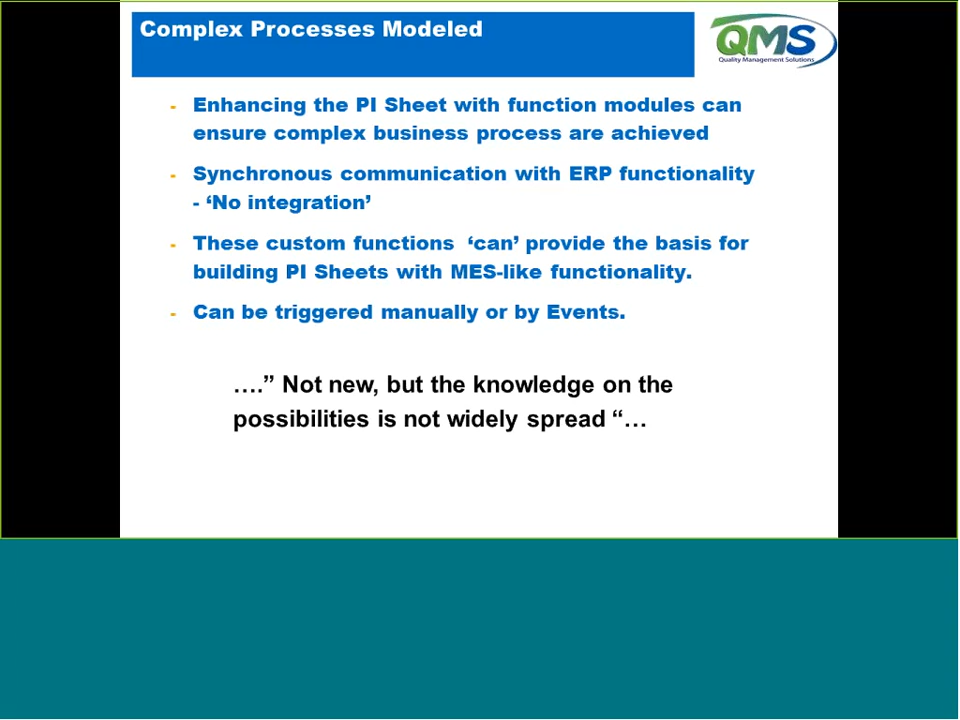 Complex Processes Modeled
QMS
Quality Management Solutions
- Enhancing the PI Sheet with function modules can
ensure complex business process are achieved
- Synchronous communication with ERP functionality
- ‘No integration’
- These custom functions  ‘can’ provide the basis for
building PI Sheets with MES-like functionality.
- Can be triggered manually or by Events.
….” Not new, but the knowledge on the
possibilities is not widely spread “…